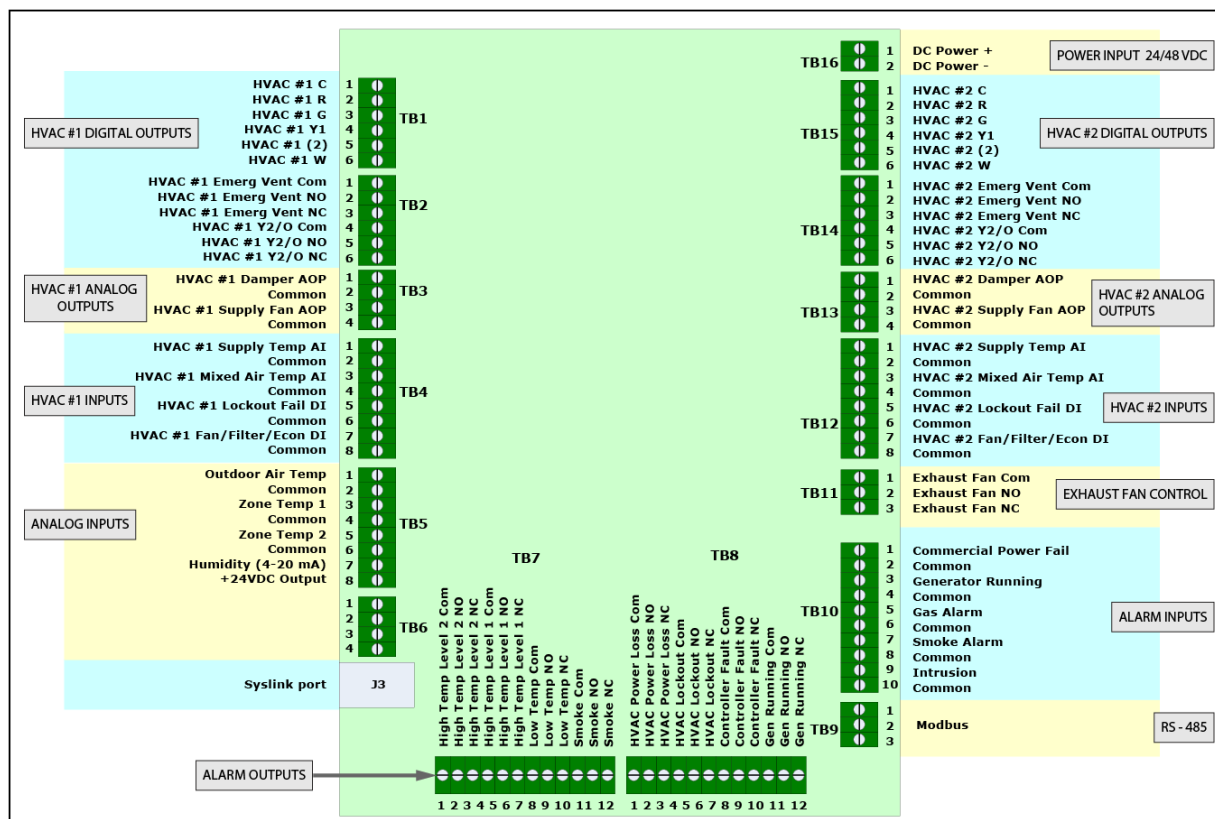 HVAC #1 DIGITAL OUTPUTS
HVAC #1 C 1
HVAC #1 R 2
HVAC #1 G 3
HVAC #1 Y1 4
HVAC #1 (2) 5
HVAC #1 W 6
TB1
HVAC #1 Emerg Vent Com 1
HVAC #1 Emerg Vent NO 2
HVAC #1 Emerg Vent NC 3
HVAC #1 Y2/O Com 4
HVAC #1 Y2/O NO 5
HVAC #1 Y2/O NC 6
TB2
HVAC #1 ANALOG
OUTPUTS
HVAC #1 Damper AOP 1
Common 2
HVAC #1 Supply Fan AOP 3
Common 4
TB3
HVAC #1 INPUTS
HVAC #1 Supply Temp AI 1
Common 2
HVAC #1 Mixed Air Temp AI 3
Common 4
HVAC #1 Lockout Fail DI 5
Common 6
HVAC #1 Fan/Filter/Econ DI 7
Common 8
TB4
ANALOG INPUTS
Outdoor Air Temp 1
Common 2
Zone Temp 1 3
Common 4
Zone Temp 2 5
Common 6
Humidity (4-20 mA) 7
+24VDC Output 8
TB5
1
2
3
4
TB6
Syslink port
J3
ALARM OUTPUTS
TB7
High Temp Level 2 Com
High Temp Level 2 NO
High Temp Level 2 NC
High Temp Level 1 Com
High Temp Level 1 NO
High Temp Level 1 NC
Low Temp Com
Low Temp NO
Low Temp NC
Smoke Com
Smoke NO
Smoke NC
1 2 3 4 5 6 7 8 9 10 11 12
TB8
HVAC Power Loss Com
HVAC Power Loss NO
HVAC Power Loss NC
HVAC Lockout Com
HVAC Lockout NO
HVAC Lockout NC
Controller Fault Com
Controller Fault NO
Controller Fault NC
Gen Running Com
Gen Running NO
Gen Running NC
1 2 3 4 5 6 7 8 9 10 11 12
TB16
1 DC Power +
2 DC Power -
POWER INPUT 24/48 VDC
TB15
1 HVAC #2 C
2 HVAC #2 R
3 HVAC #2 G
4 HVAC #2 Y1
5 HVAC #2 (2)
6 HVAC #2 W
HVAC #2 DIGITAL OUTPUTS
TB14
1 HVAC #2 Emerg Vent Com
2 HVAC #2 Emerg Vent NO
3 HVAC #2 Emerg Vent NC
4 HVAC #2 Y2/O Com
5 HVAC #2 Y2/O NO
6 HVAC #2 Y2/O NC
TB13
1 HVAC #2 Damper AOP
2 Common
3 HVAC #2 Supply Fan AOP
4 Common
HVAC #2 ANALOG
OUTPUTS
TB12
1 HVAC #2 Supply Temp AI
2 Common
3 HVAC #2 Mixed Air Temp AI
4 Common
5 HVAC #2 Lockout Fail DI
6 Common
7 HVAC #2 Fan/Filter/Econ DI
8 Common
HVAC #2 INPUTS
TB11
1 Exhaust Fan Com
2 Exhaust Fan NO
3 Exhaust Fan NC
EXHAUST FAN CONTROL
TB10
1 Commercial Power Fail
2 Common
3 Generator Running
4 Common
5 Gas Alarm
6 Common
7 Smoke Alarm
8 Common
9 Intrusion
10 Common
ALARM INPUTS
TB9
1
2 Modbus
3
RS - 485